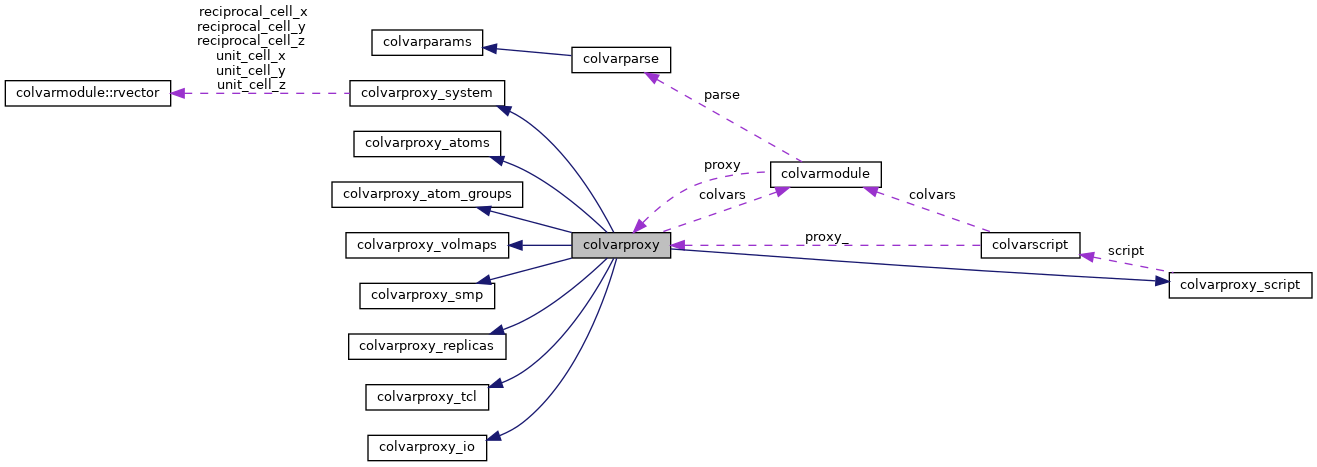 reciprocal_cell_x
reciprocal_cell_y
reciprocal_cell_z
unit_cell_x
unit_cell_y
unit_cell_z
colvarparams
colvarparse
colvarmodule::rvector
colvarproxy_system
parse
colvarproxy_atoms
proxy
colvarmodule
colvarproxy_atom_groups
colvars
colvars
colvarproxy_volmaps
colvarproxy
proxy_
colvarscript
script
colvarproxy_script
colvarproxy_smp
colvarproxy_replicas
colvarproxy_tcl
colvarproxy_io